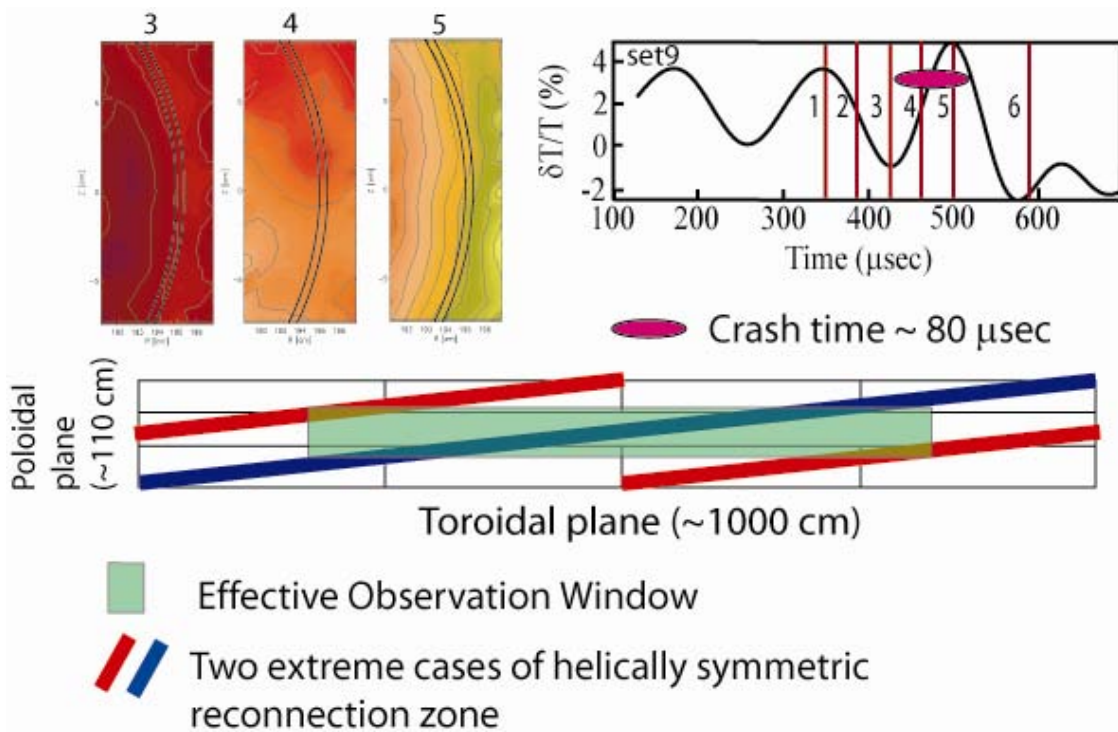 3
4
5
set9
δT/T (%)
4
2
0
-2
1
2
3
4
5
6
100
200
300
400
500
600
Time (μsec)
Crash time ~ 80 μsec
Poloidal
plane
(~110 cm)
Toroidal plane (~1000 cm)
Effective Observation Window
Two extreme cases of helically symmetric
reconnection zone